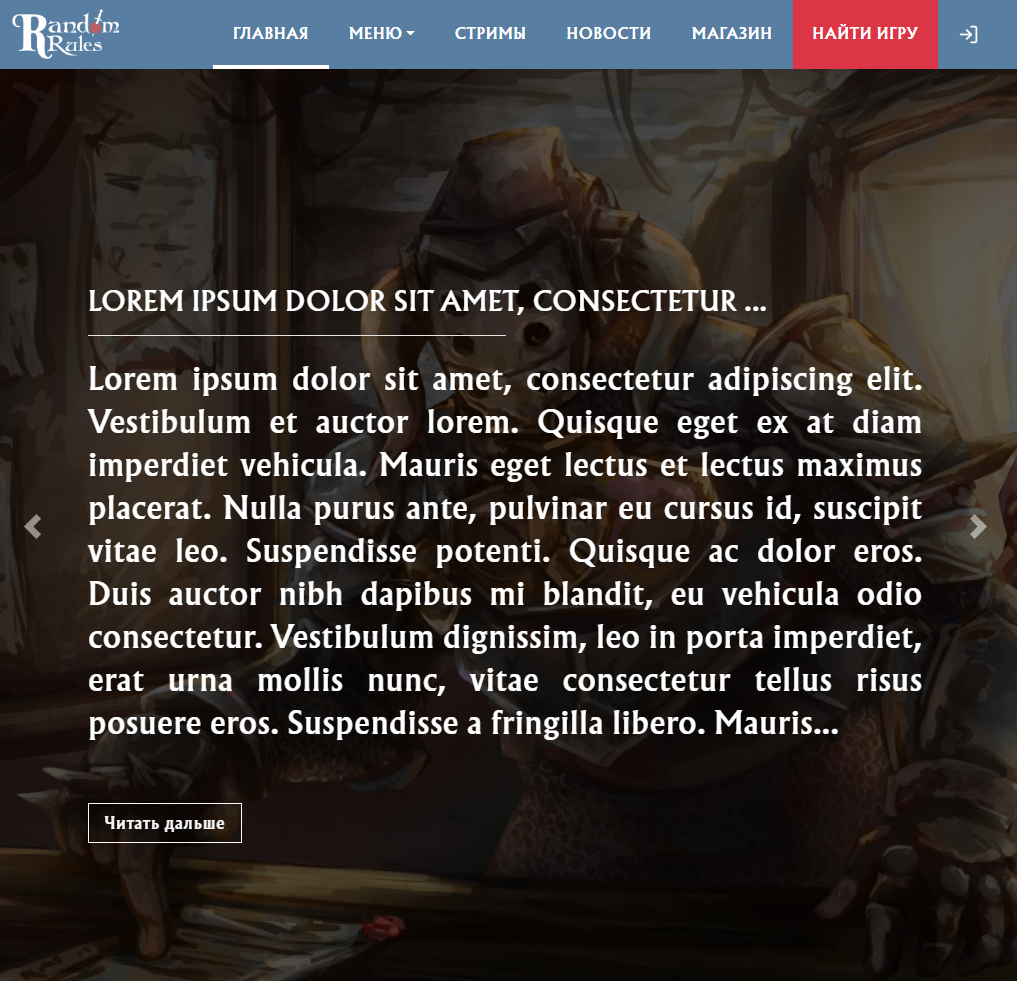 Random
Rules
ГЛАВНАЯ МЕНЮ СТРИМЫ НОВОСТИ МАГАЗИН НАЙТИ ИГРУ
LOREM IPSUM DOLOR SIT AMET, CONSECTETUR ...
Lorem ipsum dolor sit amet, consectetur adipiscing elit.
Vestibulum et auctor lorem. Quisque eget ex at diam
imperdiet vehicula. Mauris eget lectus et lectus maximus
placerat. Nulla purus ante, pulvinar eu cursus id, suscipit
vitae leo. Suspendisse potenti. Quisque ac dolor eros.
Duis auctor nibh dapibus mi blandit, eu vehicula odio
consectetur. Vestibulum dignissim, leo in porta imperdiet,
erat urna mollis nunc, vitae consectetur tellus risus
posuere eros. Suspendisse a fringilla libero. Mauris...
Читать дальше